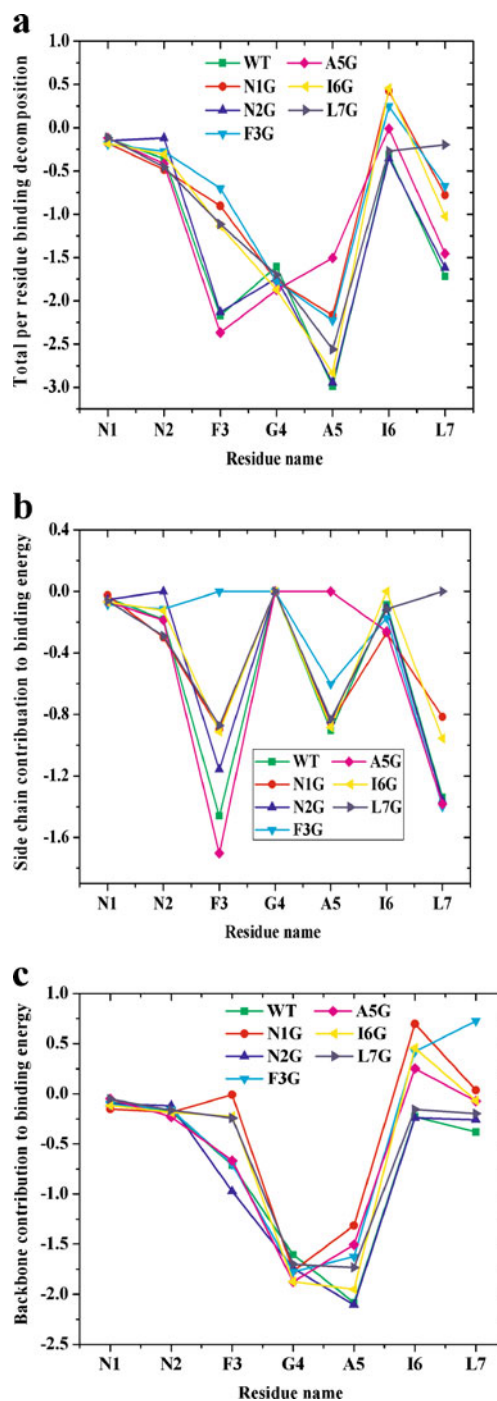 a
Total per residue binding decomposition
1.0
0.5
0.0
-0.5
-1.0
-1.5
-2.0
-2.5
-3.0
WT
N1G
N2G
F3G
A5G
I6G
L7G
N1 N2 F3 G4 A5 I6 L7
Residue name
b
Side chain contribuation to binding energy
0.4
0.0
-0.4
-0.8
-1.2
-1.6
WT
N1G
N2G
F3G
A5G
I6G
L7G
N1 N2 F3 G4 A5 I6 L7
Residue name
c
Backbone contribution to binding energy
1.0
0.5
0.0
-0.5
-1.0
-1.5
-2.0
-2.5
WT
N1G
N2G
F3G
A5G
I6G
L7G
N1 N2 F3 G4 A5 I6 L7
Residue name